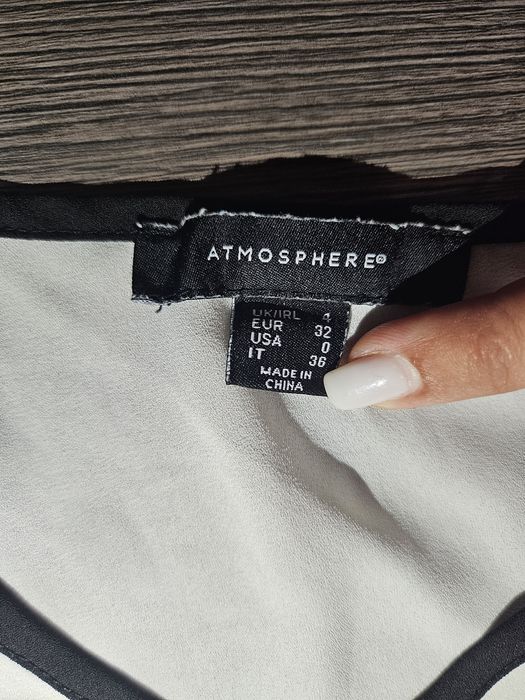 ATMOSPHERE®
UK/IRL 4
EUR 32
USA 0
IT 36
MADE IN
CHINA